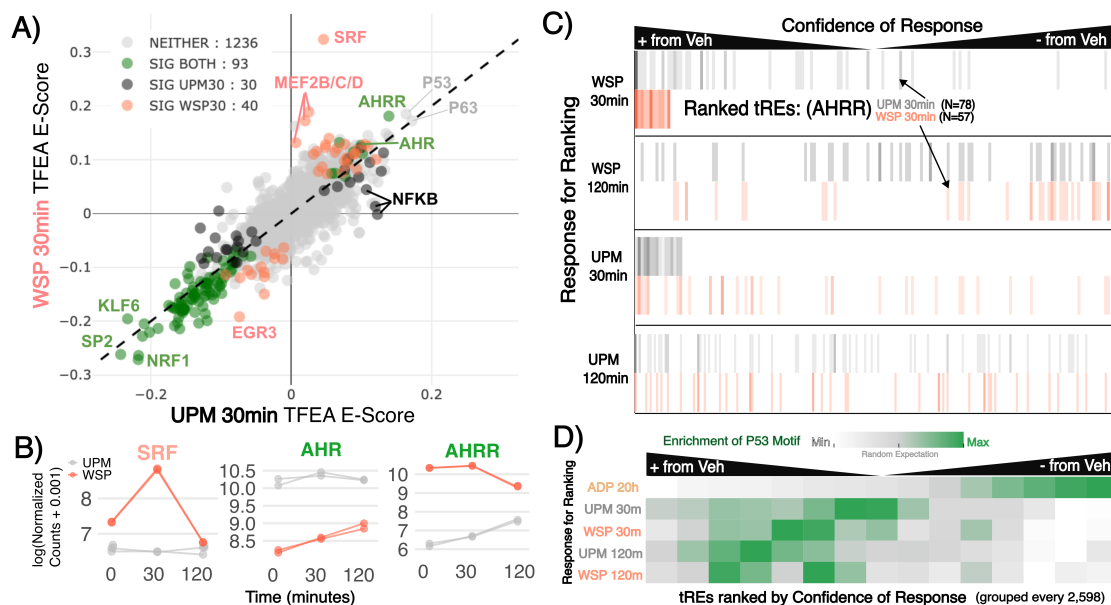 A)
WSP 30min TFEA E-Score
0.3
0.2
0.1
0
−0.1
−0.2
−0.3
NEITHER : 1236
SIG BOTH : 93
SIG UPM30 : 30
SIG WSP30 : 40
SRF
MEF2B/C/D
P53
P63
AHRR
AHR
NFKB
KLF6
SP2
NRF1
EGR3
−0.2
0
0.2
UPM 30min TFEA E-Score
B)
log(Normalized
Counts + 0.001)
UPM
WSP
SRF
8
7
0
30
120
AHR
10.5
10.0
9.0
8.5
0
30
120
AHRR
10
9
7
6
0
30
120
Time (minutes)
C)
Confidence of Response
+ from Veh
- from Veh
Response for Ranking
WSP
30min
Ranked tREs: (AHRR)
UPM 30min (N=78)
WSP 30min (N=57)
WSP
120min
UPM
30min
UPM
120min
D)
Enrichment of P53 Motif
Min
Max
Random Expectation
+ from Veh
- from Veh
Response for Ranking
ADP 20h
UPM 30m
WSP 30m
UPM 120m
WSP 120m
tREs ranked by Confidence of Response (grouped every 2,598)